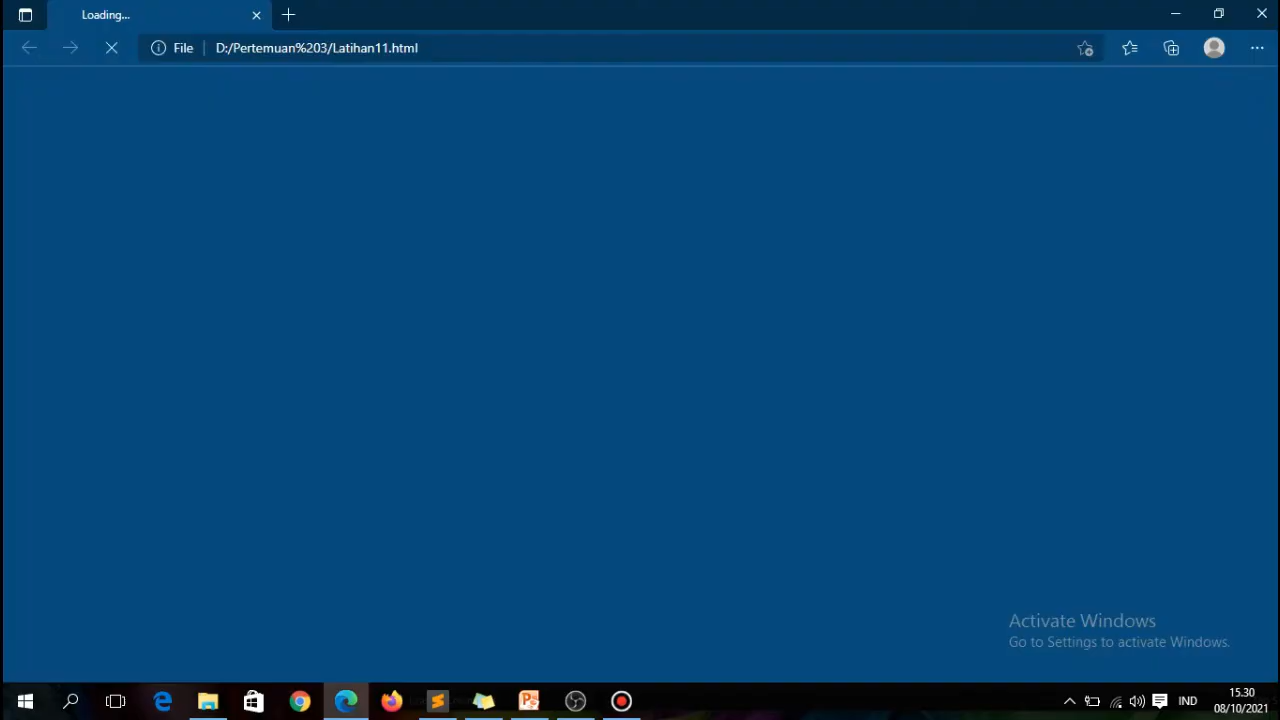 Loading...
File
D:/Pertemuan%203/Latihan11.html
Activate Windows
Go to Settings to activate Windows.
IND
15.30
08/10/2021